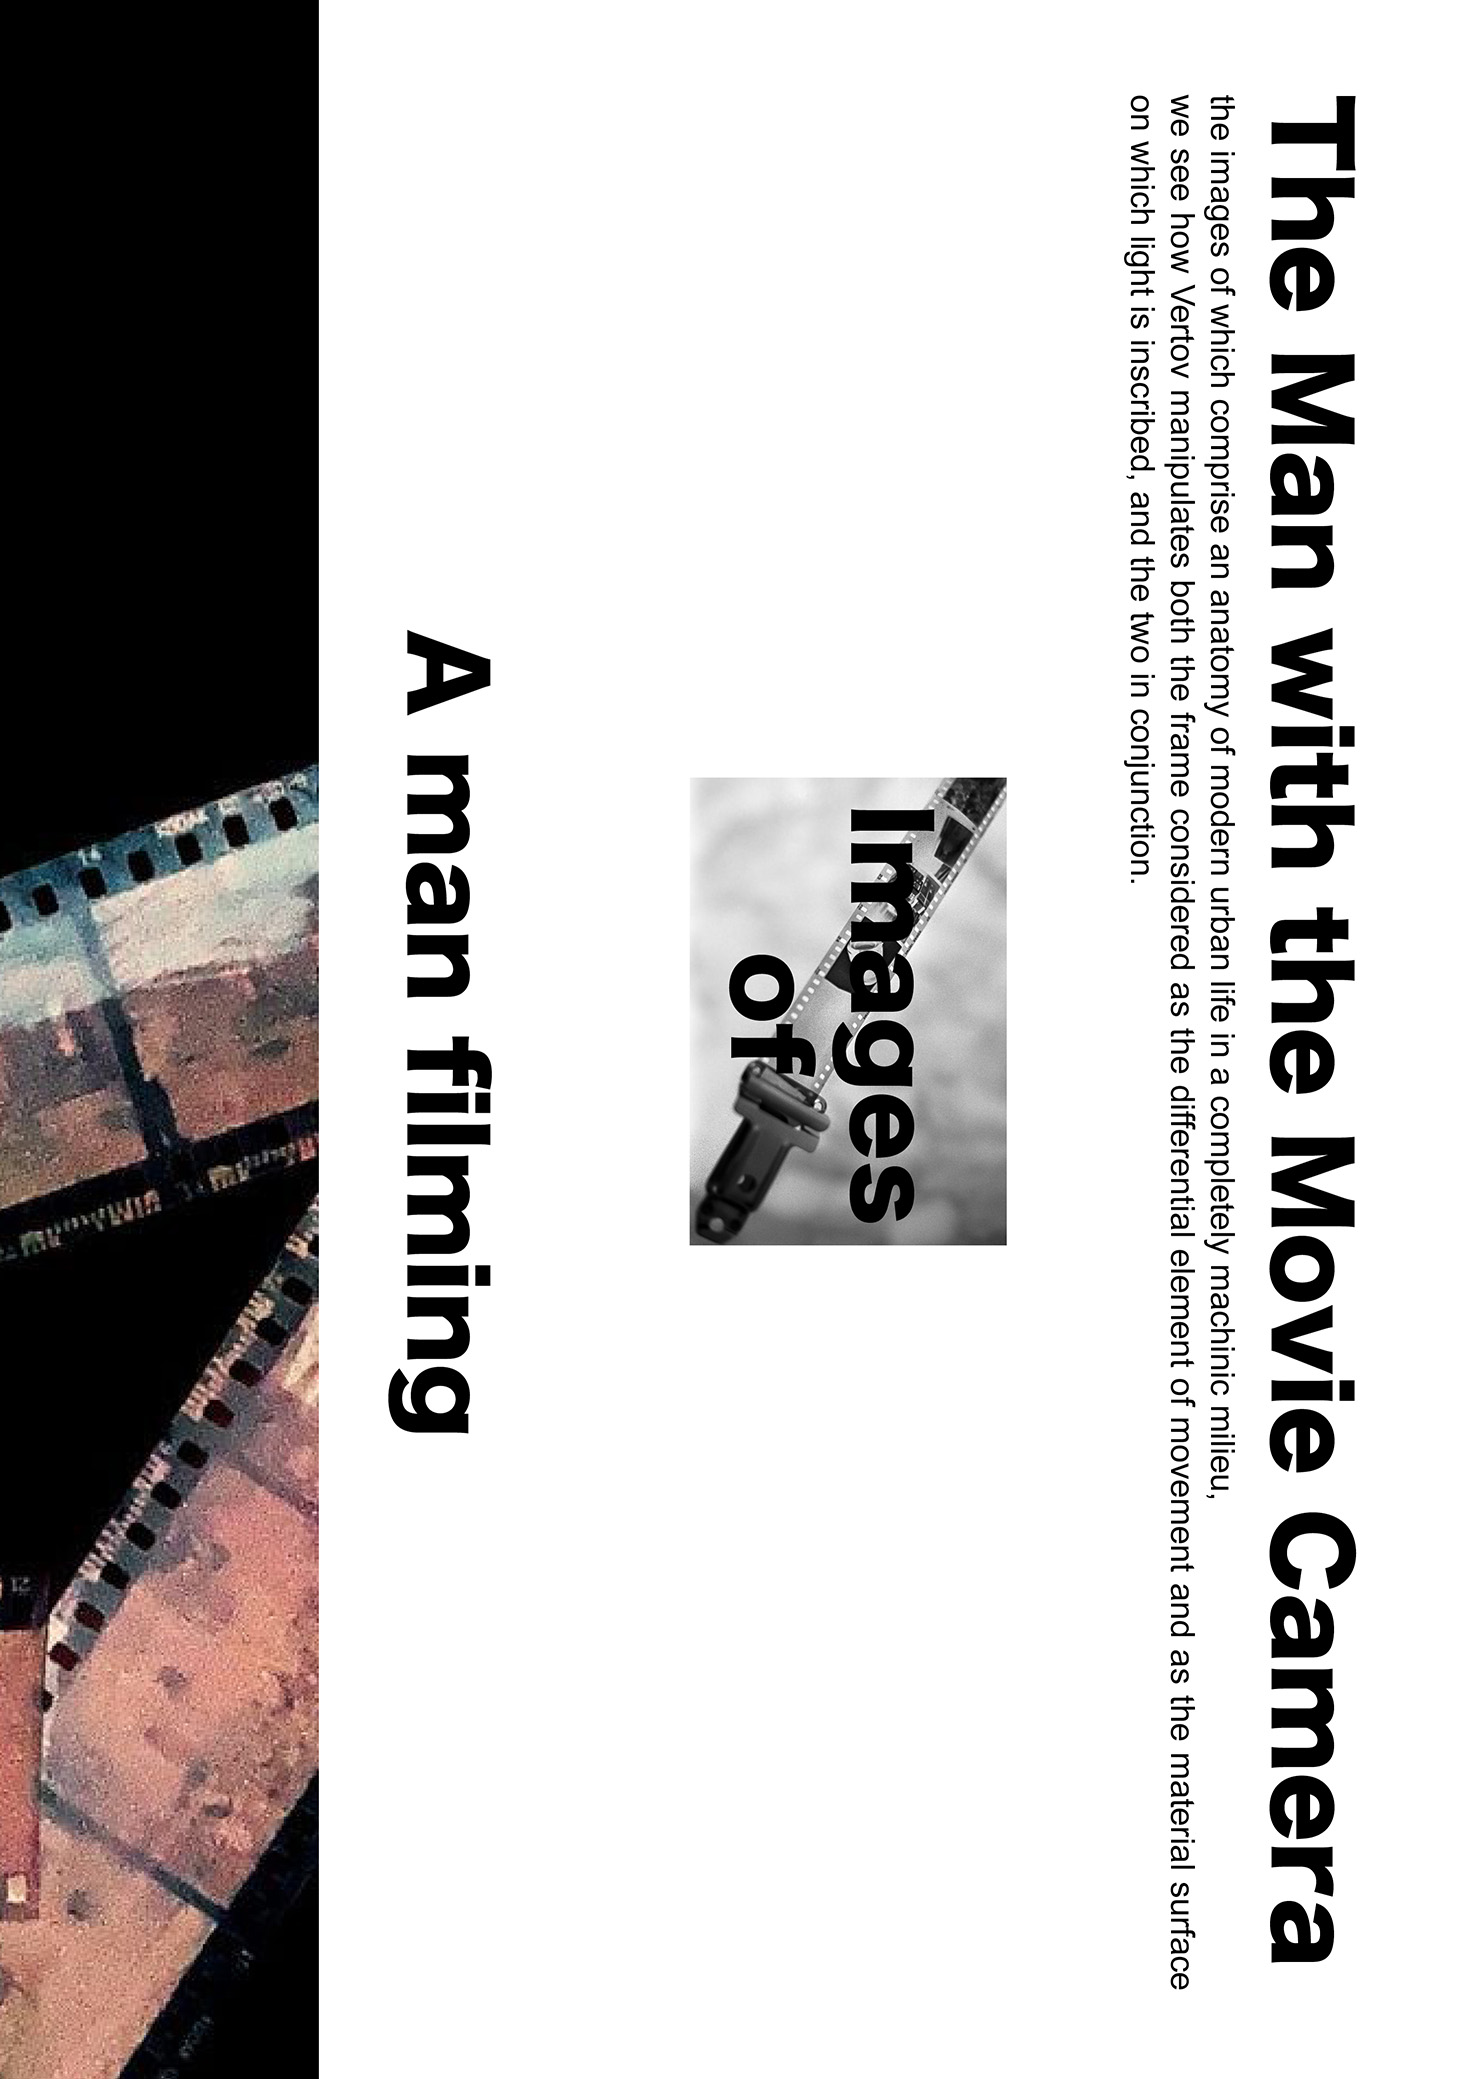 The Man with the Movie Camera
the images of which comprise an anatomy of modern urban life in a completely machinic milieu,
we see how Vertov manipulates both the frame considered as the differential element of movement and as the material surface
on which light is inscribed, and the two in conjunction.
Images
of
A man filming
12